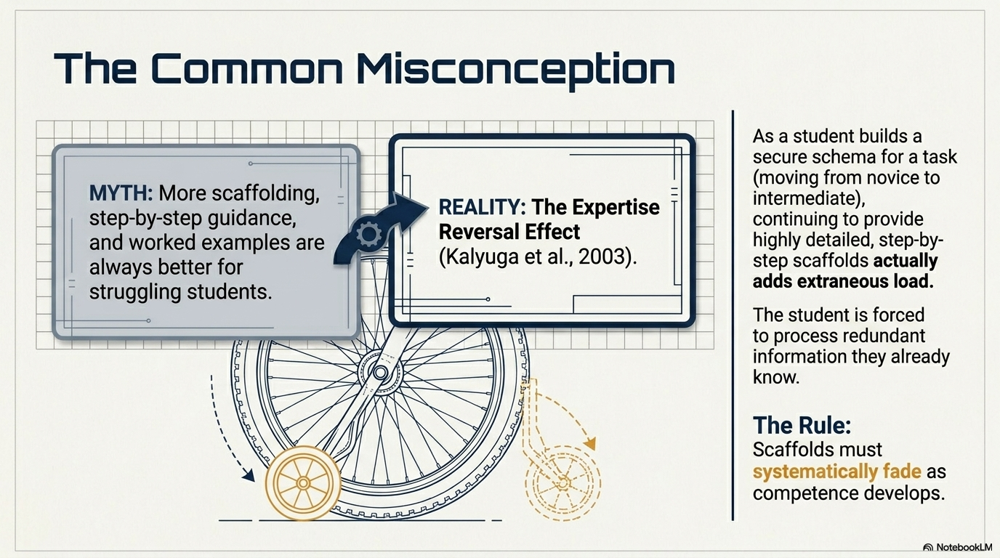 The Common Misconception
MYTH: More scaffolding,
step-by-step guidance,
and worked examples are
always better for
struggling students.
REALITY: The Expertise
Reversal Effect
(Kalyuga et al., 2003).
As a student builds a
secure schema for a task
(moving from novice to
intermediate),
continuing to provide
highly detailed, step-by-
step scaffolds actually
adds extraneous load.
The student is forced
to process redundant
information they already
know.
The Rule:
Scaffolds must
systematically fade as
competence develops.
NotebookLM